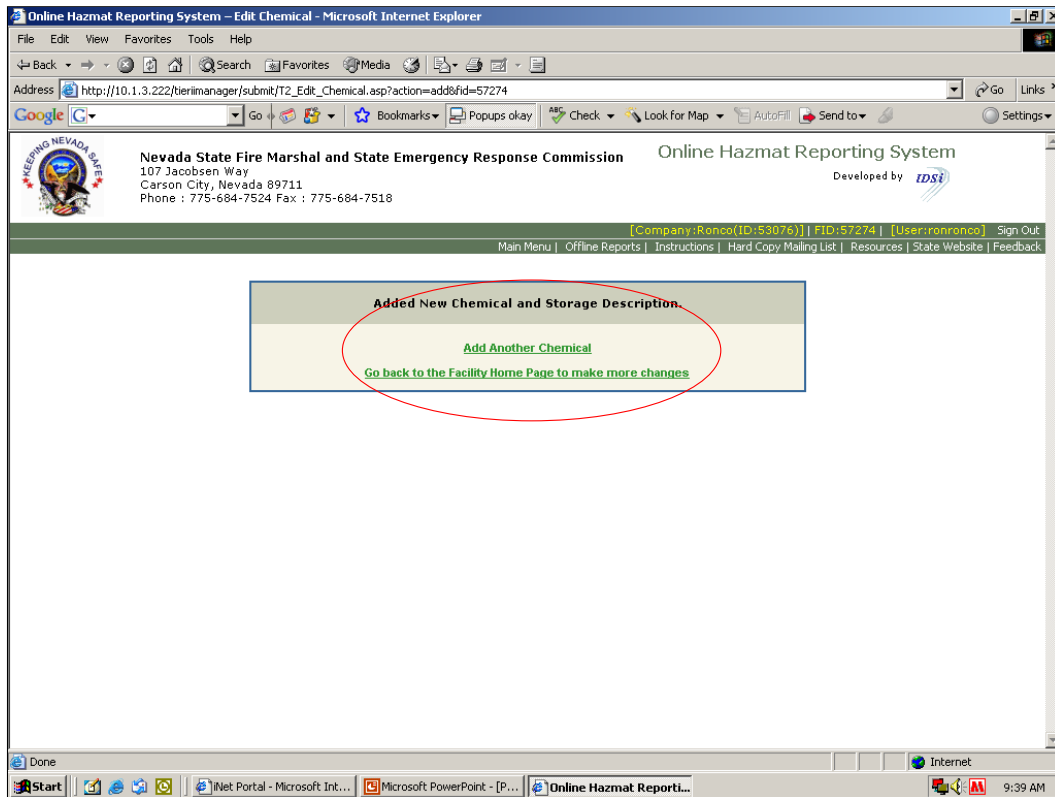 Online Hazmat Reporting System – Edit Chemical - Microsoft Internet Explorer
File Edit View Favorites Tools Help
Back Search Favorites Media
Address http://10.1.3.222/tieriimanager/submit/T2_Edit_Chemical.asp?action=add&fid=57274 Go Links
Google G Go Bookmarks Popups okay ABC Check Look for Map AutoFill Send to Settings
KEEPING NEVADA SAFE
Nevada State Fire Marshal and State Emergency Response Commission
107 Jacobsen Way
Carson City, Nevada 89711
Phone : 775-684-7524 Fax : 775-684-7518
Online Hazmat Reporting System
Developed by IDSi
[Company:Ronco(ID:53076)] | FID:57274 | [User:ronronco] Sign Out
Main Menu | Offline Reports | Instructions | Hard Copy Mailing List | Resources | State Website | Feedback
Added New Chemical and Storage Description.
Add Another Chemical
Go back to the Facility Home Page to make more changes
Done Internet
Start iNet Portal - Microsoft Int... Microsoft PowerPoint - [P... Online Hazmat Reporti... 9:39 AM